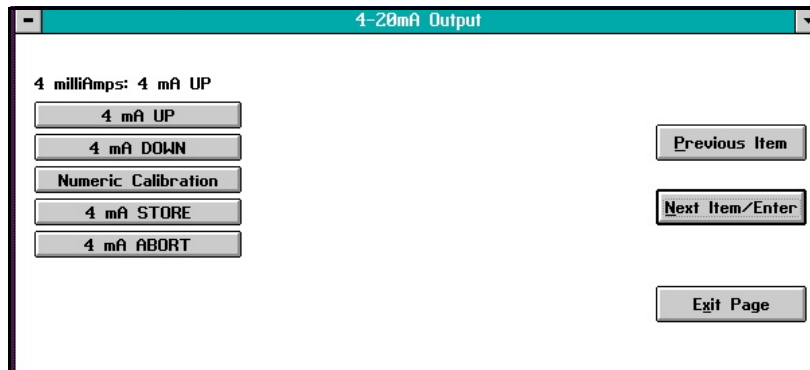 4-20mA Output
4 milliAmps: 4 mA UP
4 mA UP
4 mA DOWN
Numeric Calibration
4 mA STORE
4 mA ABORT
Previous Item
Next Item/Enter
Exit Page